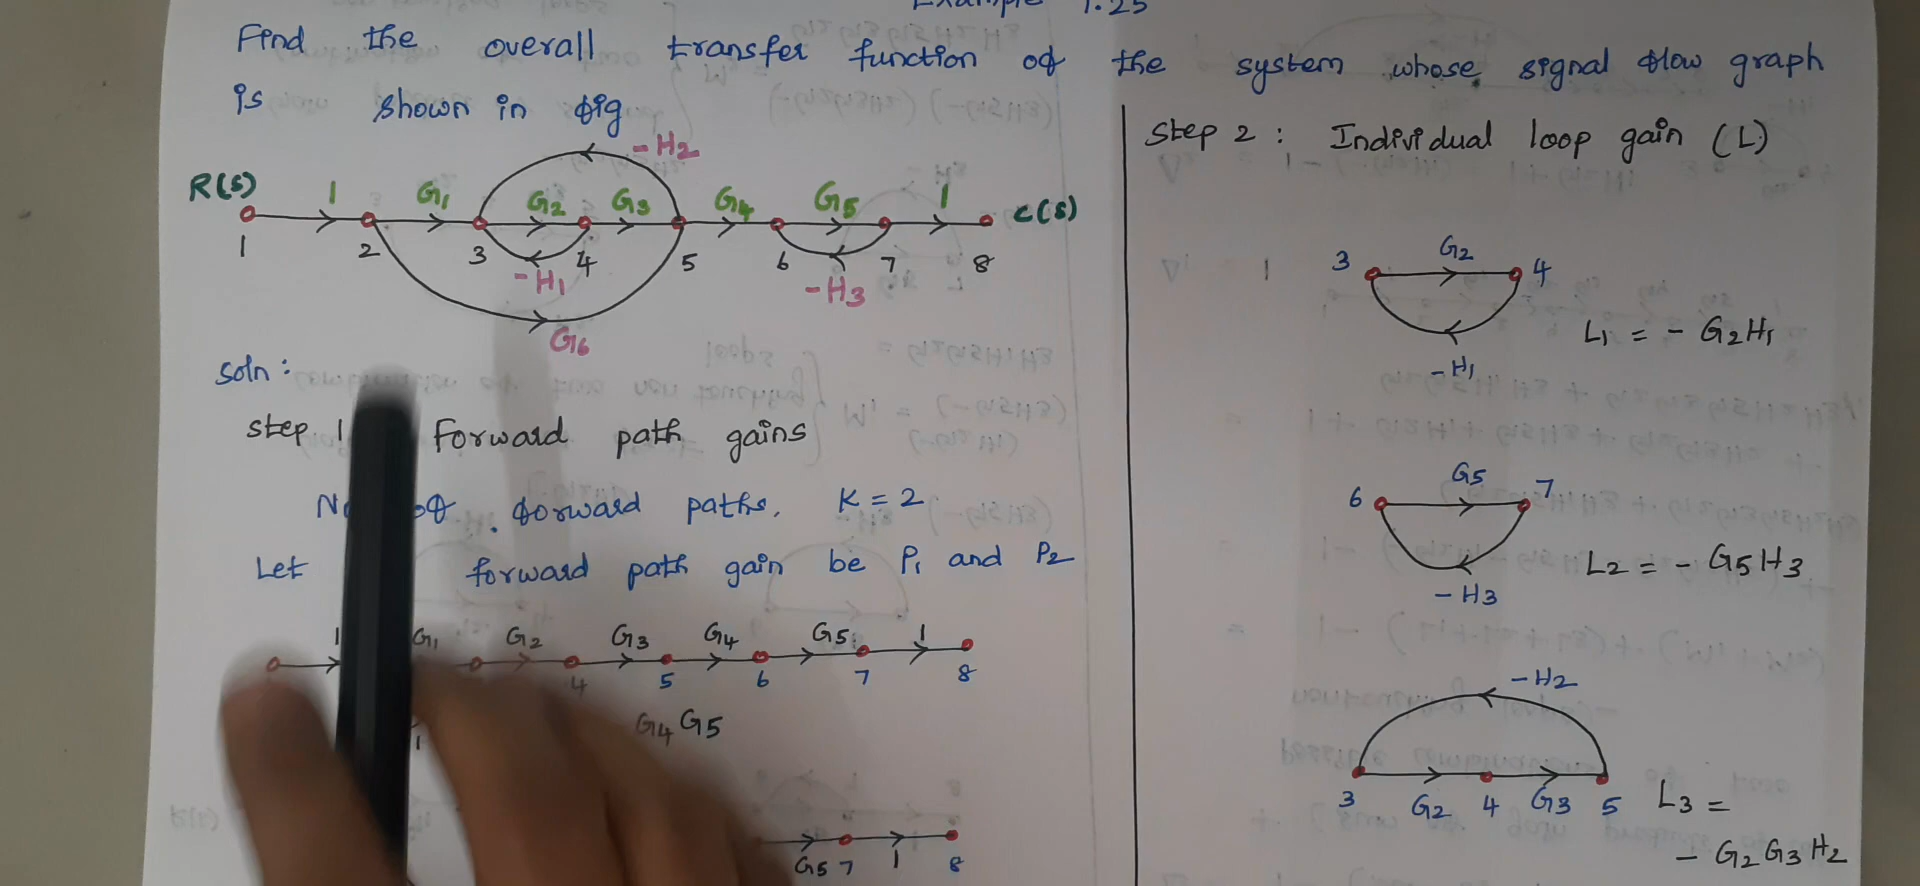 Example 1.25
Find the overall transfer function of the system whose signal flow graph
is shown in fig
-H2
R(s) 1 G1 G2 G3 G4 G5 1 C(s)
1 2 3 4 5 6 7 8
-H1 -H3
G6
Soln:
Step 1 Forward path gains
No of forward paths, K = 2
Let forward path gain be P1 and P2
1 G1 G2 G3 G4 G5 1
4 5 6 7 8
G4 G5
G5 7 1 8
Step 2: Individual loop gain (L)
3 G2 4
L1 = - G2H1
-H1
6 G5 7
L2 = - G5H3
-H3
-H2
3 G2 4 G3 5 L3 =
- G2G3H2